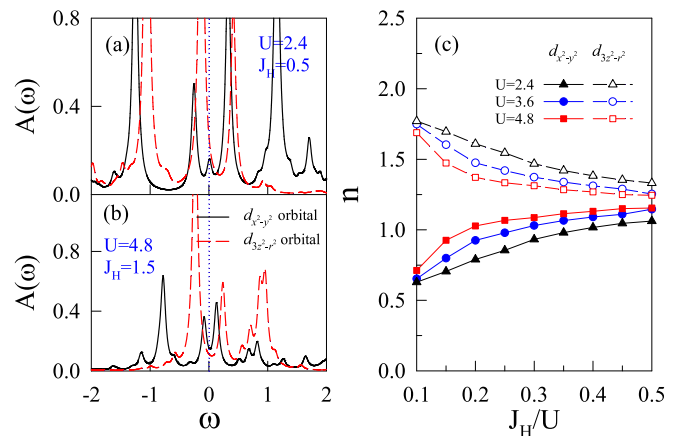 (a)
U=2.4
J_H=0.5
A(ω)
0.8
0.4
0.0
(b)
d_{x²-y²} orbital
d_{3z²-r²} orbital
U=4.8
J_H=1.5
A(ω)
0.8
0.4
0.0
-2 -1 0 1 2
ω
(c)
d_{x²-y²} d_{3z²-r²}
U=2.4
U=3.6
U=4.8
n
2.5
2.0
1.5
1.0
0.5
0.0
0.1 0.2 0.3 0.4 0.5
J_H/U